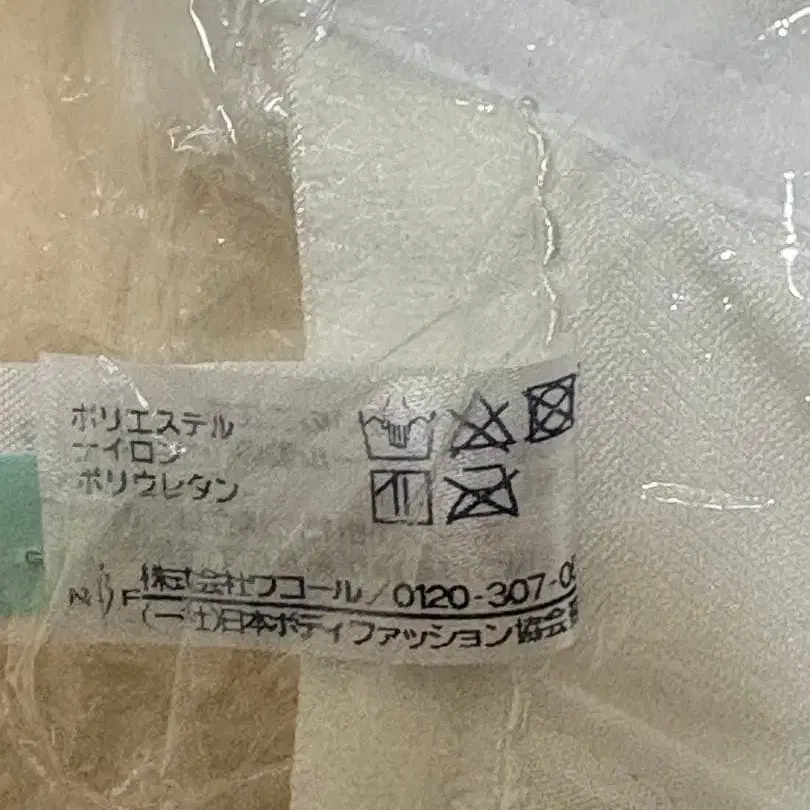 ポリエステル
ナイロン
ポリウレタン
株式会社ワコール/0120-307-0
(一社)日本ボディファッション協会